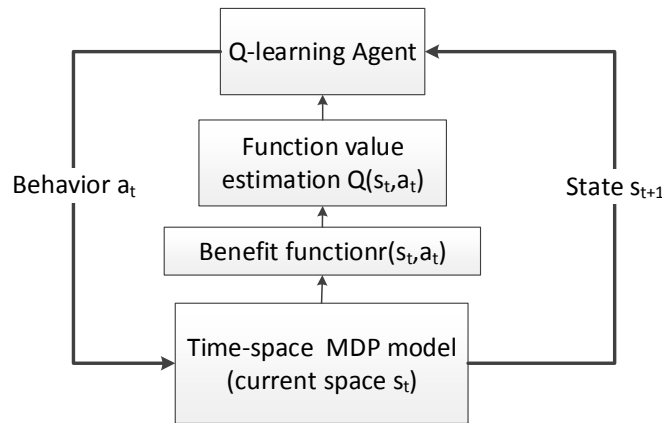 Q-learning Agent
Function value
estimation Q(sₜ,aₜ)
Behavior aₜ
State sₜ₊₁
Benefit functionr(sₜ,aₜ)
Time-space MDP model
(current space sₜ)